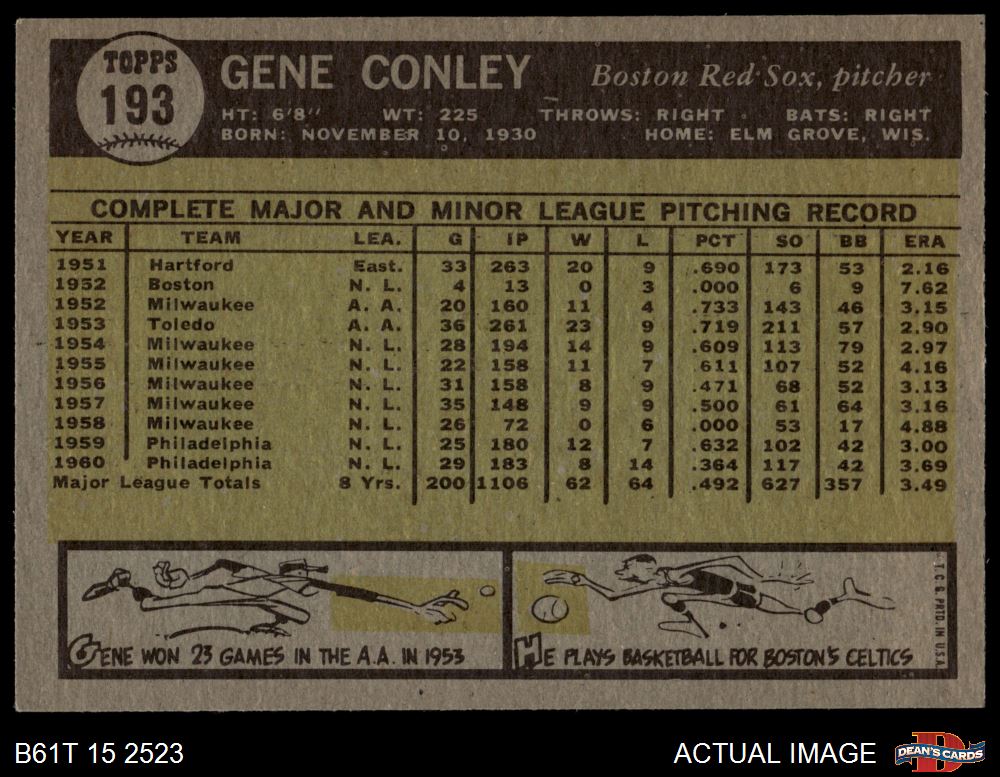 TOPPS
193
GENE CONLEY Boston Red Sox, pitcher
HT: 6'8" WT: 225 THROWS: RIGHT BATS: RIGHT
BORN: NOVEMBER 10, 1930 HOME: ELM GROVE, WIS.
COMPLETE MAJOR AND MINOR LEAGUE PITCHING RECORD
YEAR TEAM LEA. G IP W L PCT SO BB ERA
1951 Hartford East. 33 263 20 9 .690 173 53 2.16
1952 Boston N. L. 4 13 0 3 .000 6 9 7.62
1952 Milwaukee A. A. 20 160 11 4 .733 143 46 3.15
1953 Toledo A. A. 36 261 23 9 .719 211 57 2.90
1954 Milwaukee N. L. 28 194 14 9 .609 113 79 2.97
1955 Milwaukee N. L. 22 158 11 7 .611 107 52 4.16
1956 Milwaukee N. L. 31 158 8 9 .471 68 52 3.13
1957 Milwaukee N. L. 35 148 9 9 .500 61 64 3.16
1958 Milwaukee N. L. 26 72 0 6 .000 53 17 4.88
1959 Philadelphia N. L. 25 180 12 7 .632 102 42 3.00
1960 Philadelphia N. L. 29 183 8 14 .364 117 42 3.69
Major League Totals 8 Yrs. 200 1106 62 64 .492 627 357 3.49
GENE WON 23 GAMES IN THE A.A. IN 1953
HE PLAYS BASKETBALL FOR BOSTON'S CELTICS
T.C.G. PRTD. IN U.S.A.
B61T 15 2523 ACTUAL IMAGE
DEAN'S CARDS